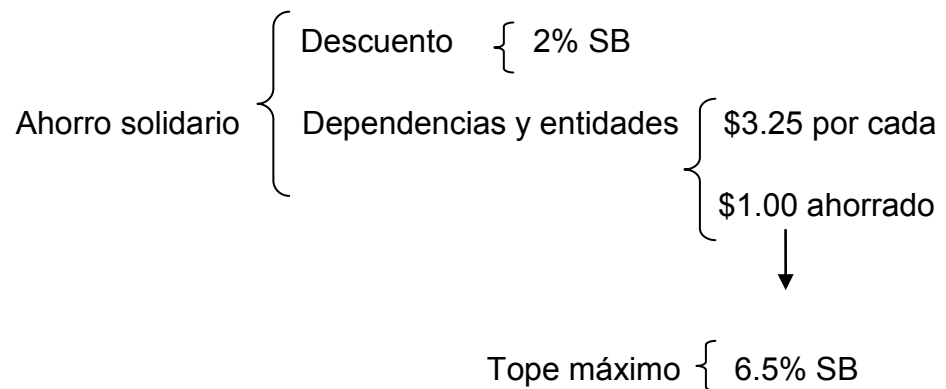 Descuento 2% SB
Ahorro solidario Dependencias y entidades $3.25 por cada
$1.00 ahorrado
Tope máximo 6.5% SB